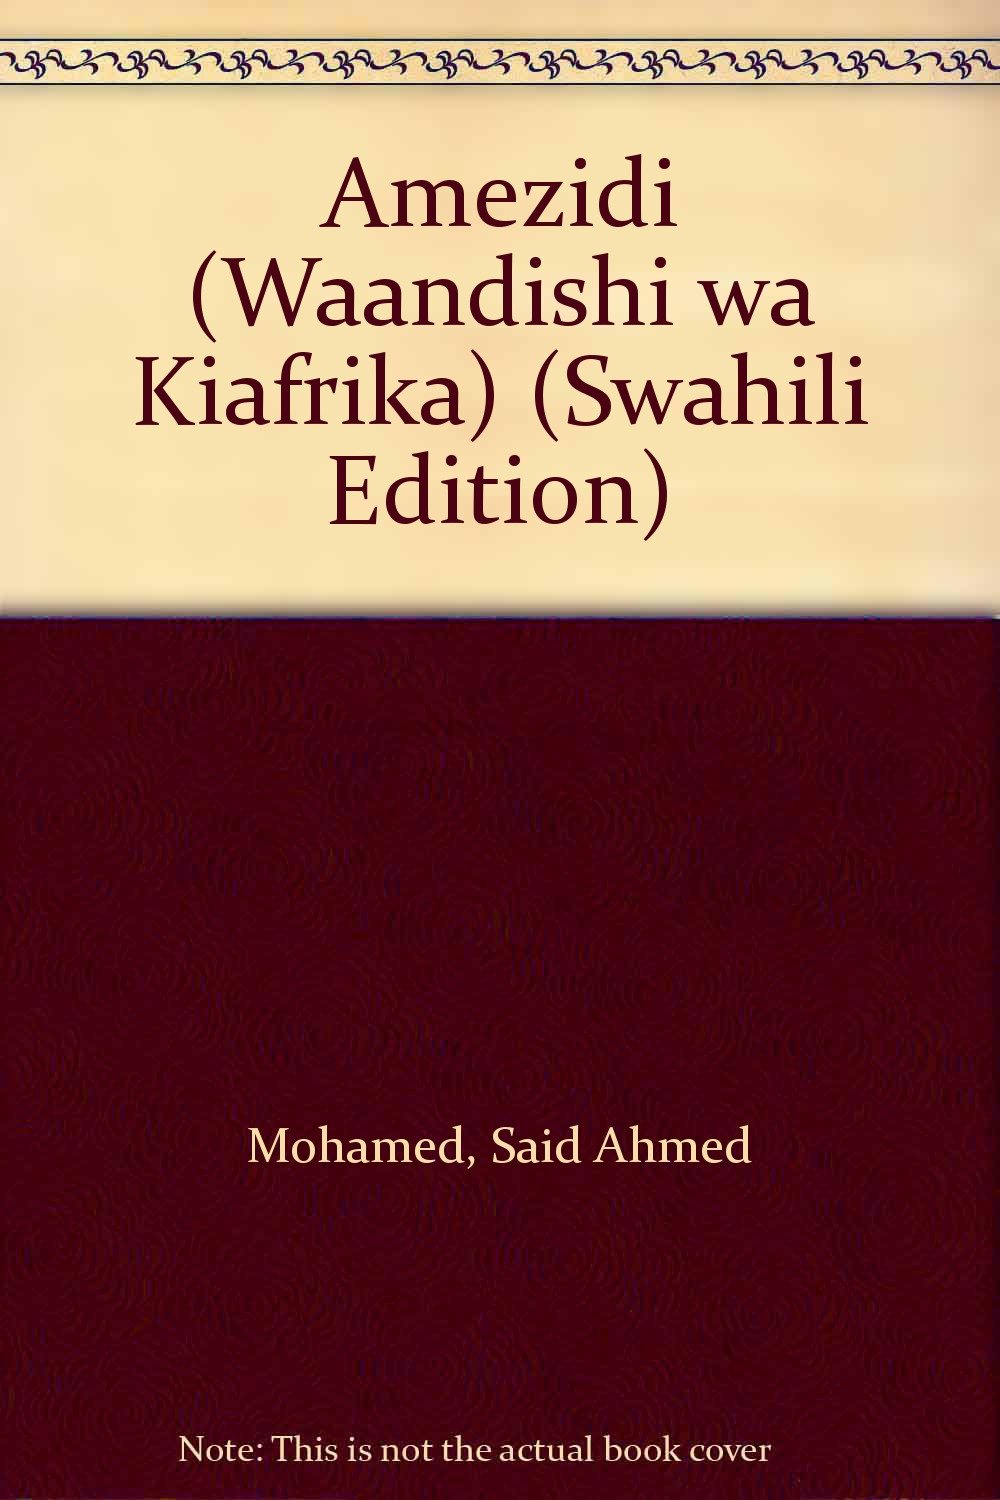 Amezidi
(Waandishi wa
Kiafrika) (Swahili
Edition)
Mohamed, Said Ahmed
Note: This is not the actual book cover